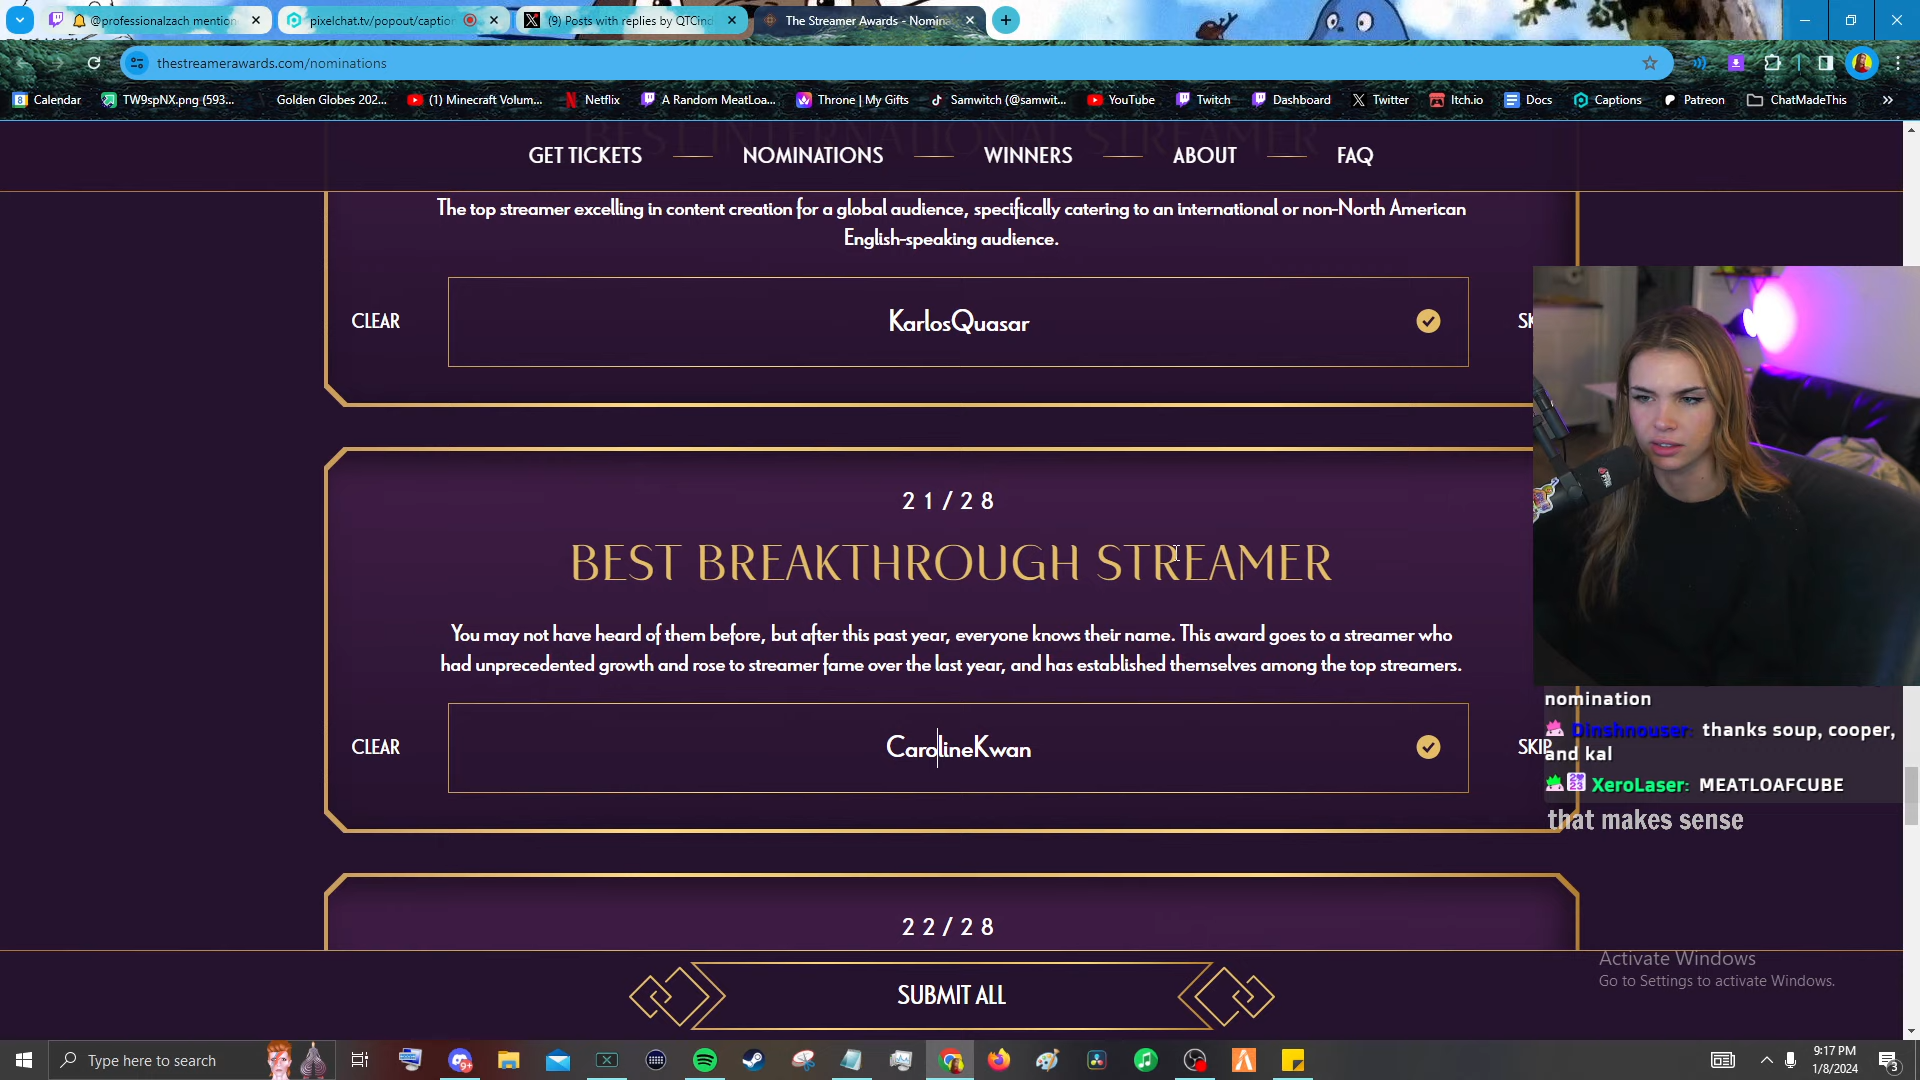 @professionalzach mention
pixelchat.tv/popout/caption
(9) Posts with replies by QTCind
The Streamer Awards - Nomin
thestreamerawards.com/nominations
Calendar
TW9spNX.png (593...
Golden Globes 202...
(1) Minecraft Volum...
Netflix
A Random MeatLoa...
Throne | My Gifts
Samwitch (@samwit...
YouTube
Twitch
Dashboard
Twitter
Itch.io
Docs
Captions
Patreon
ChatMadeThis
BEST INTERNATIONAL STREAMER
GET TICKETS
NOMINATIONS
WINNERS
ABOUT
FAQ
The top streamer excelling in content creation for a global audience, specifically catering to an international or non-North American
English-speaking audience.
CLEAR
KarlosQuasar
SK
21/28
BEST BREAKTHROUGH STREAMER
You may not have heard of them before, but after this past year, everyone knows their name. This award goes to a streamer who
had unprecedented growth and rose to streamer fame over the last year, and has established themselves among the top streamers.
CLEAR
CarolineKwan
SKIP
nomination
Dinshnouser: thanks soup, cooper,
and kal
XeroLaser: MEATLOAFCUBE
that makes sense
22/28
SUBMIT ALL
Activate Windows
Go to Settings to activate Windows.
Type here to search
9+
9:17 PM
1/8/2024
3